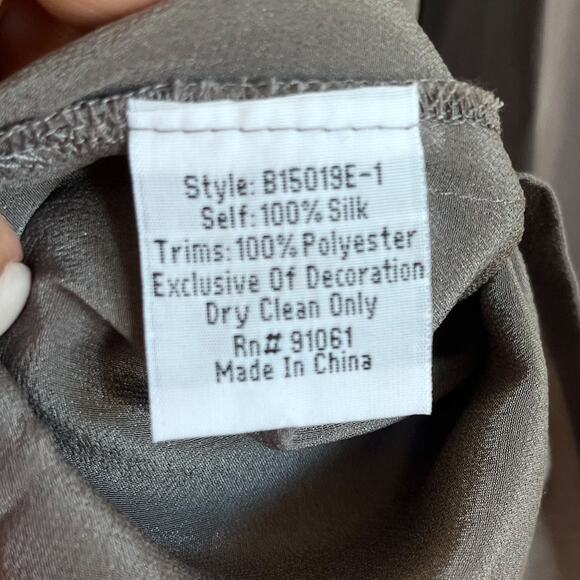 Style: B15019E-1
Self: 100% Silk
Trims: 100% Polyester
Exclusive Of Decoration
Dry Clean Only
Rn# 91061
Made In China